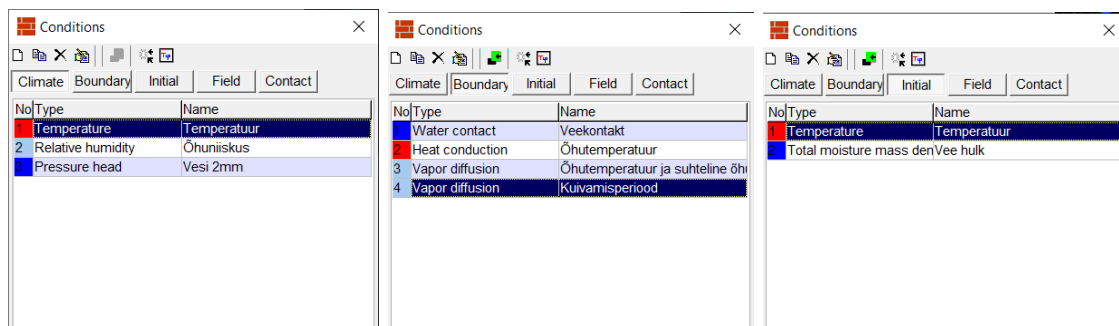 Conditions
Climate Boundary Initial Field Contact
No Type Name
1 Temperature Temperatuur
2 Relative humidity Õhuniiskus
3 Pressure head Vesi 2mm
Conditions
Climate Boundary Initial Field Contact
No Type Name
1 Water contact Veekontakt
2 Heat conduction Õhutemperatuur
3 Vapor diffusion Õhutemperatuur ja suhteline õhu
4 Vapor diffusion Kuivamisperiood
Conditions
Climate Boundary Initial Field Contact
No Type Name
1 Temperature Temperatuur
2 Total moisture mass den Vee hulk